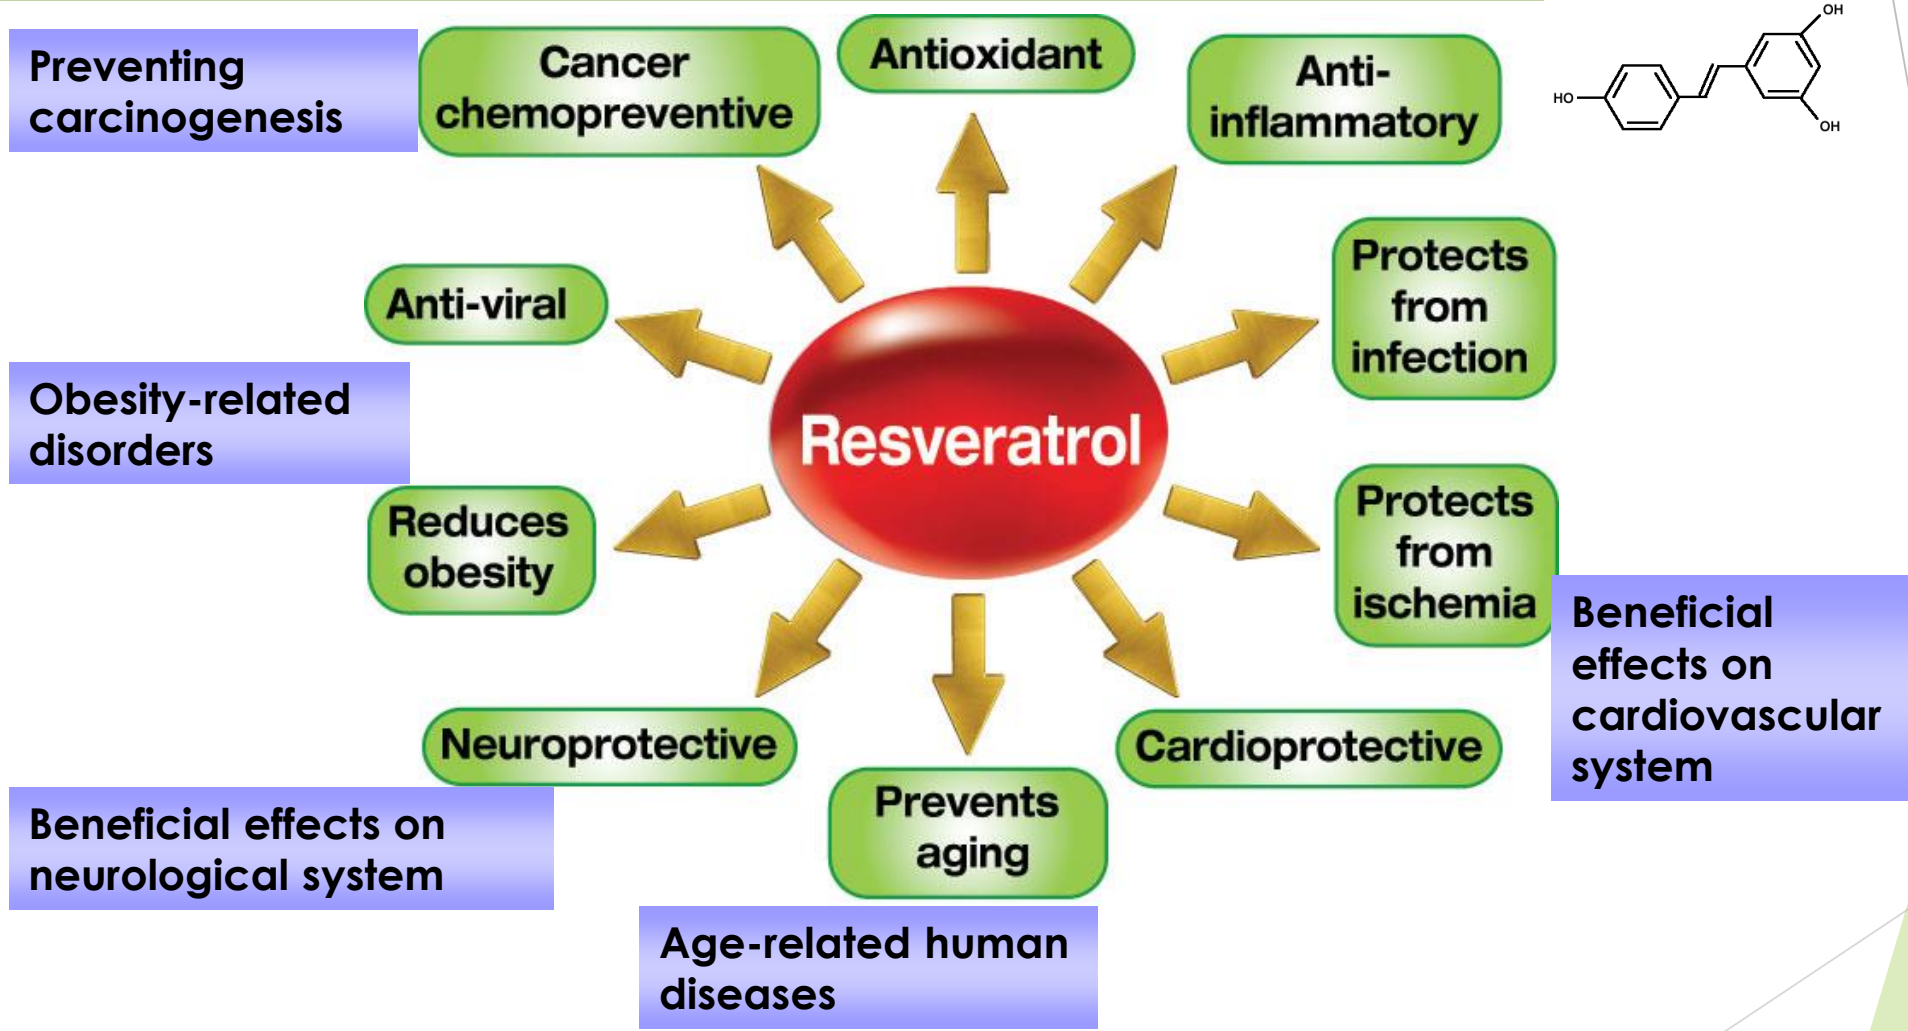 Preventing
carcinogenesis
Cancer
chemopreventive
Antioxidant
Anti-
inflammatory
OH
HO
OH
Anti-viral
Protects
from
infection
Obesity-related
disorders
Resveratrol
Reduces
obesity
Protects
from
ischemia
Beneficial
effects on
cardiovascular
system
Neuroprotective
Cardioprotective
Prevents
aging
Beneficial effects on
neurological system
Age-related human
diseases